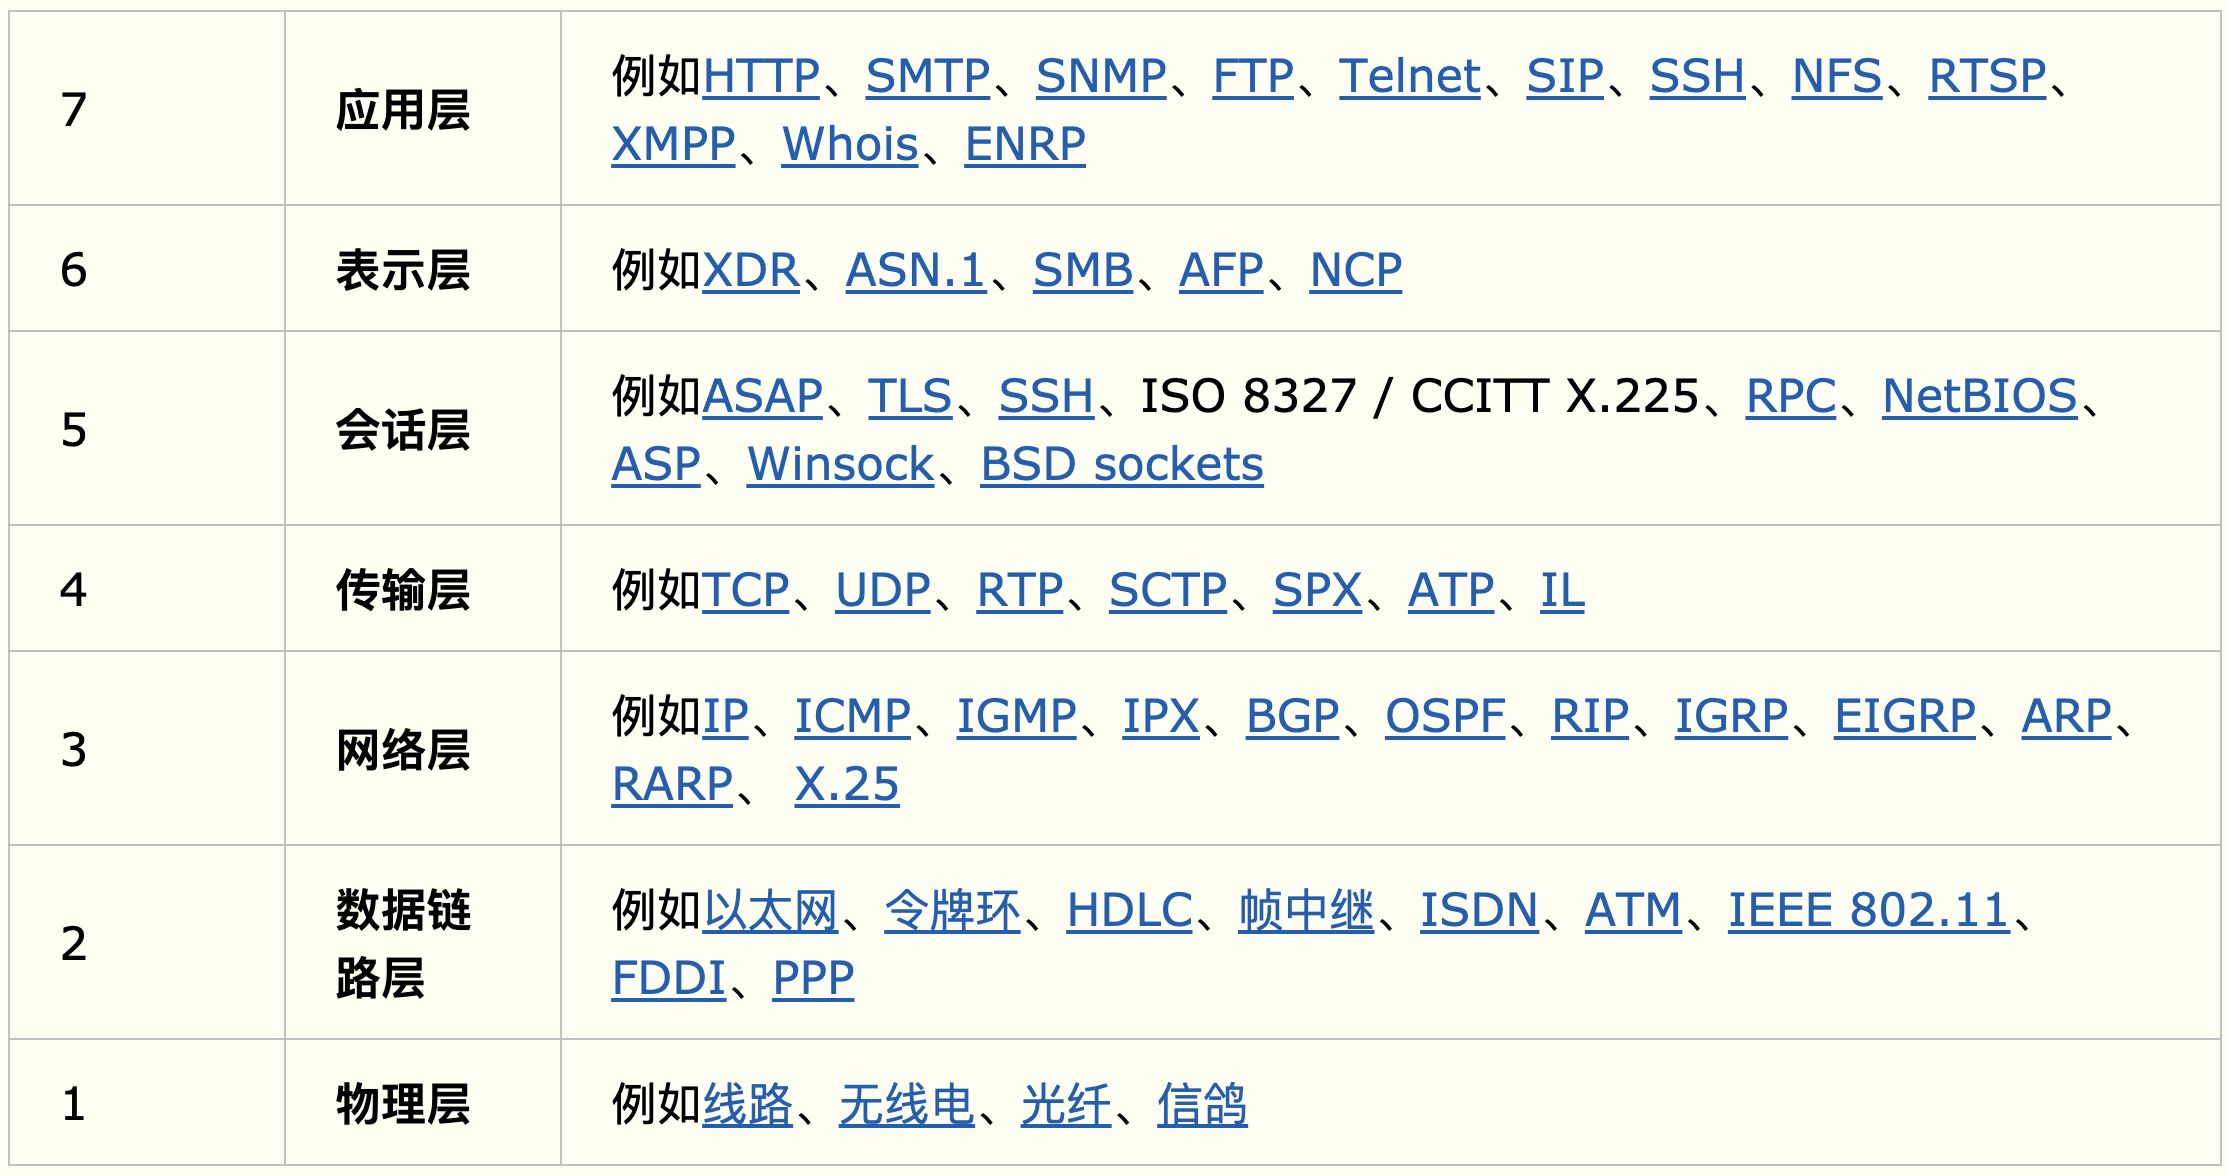 7
应用层
例如HTTP、SMTP、SNMP、FTP、Telnet、SIP、SSH、NFS、RTSP、
XMPP、Whois、ENRP
6
表示层
例如XDR、ASN.1、SMB、AFP、NCP
5
会话层
例如ASAP、TLS、SSH、ISO 8327 / CCITT X.225、RPC、NetBIOS、
ASP、Winsock、BSD sockets
4
传输层
例如TCP、UDP、RTP、SCTP、SPX、ATP、IL
3
网络层
例如IP、ICMP、IGMP、IPX、BGP、OSPF、RIP、IGRP、EIGRP、ARP、
RARP、 X.25
2
数据链
路层
例如以太网、令牌环、HDLC、帧中继、ISDN、ATM、IEEE 802.11、
FDDI、PPP
1
物理层
例如线路、无线电、光纤、信鸽